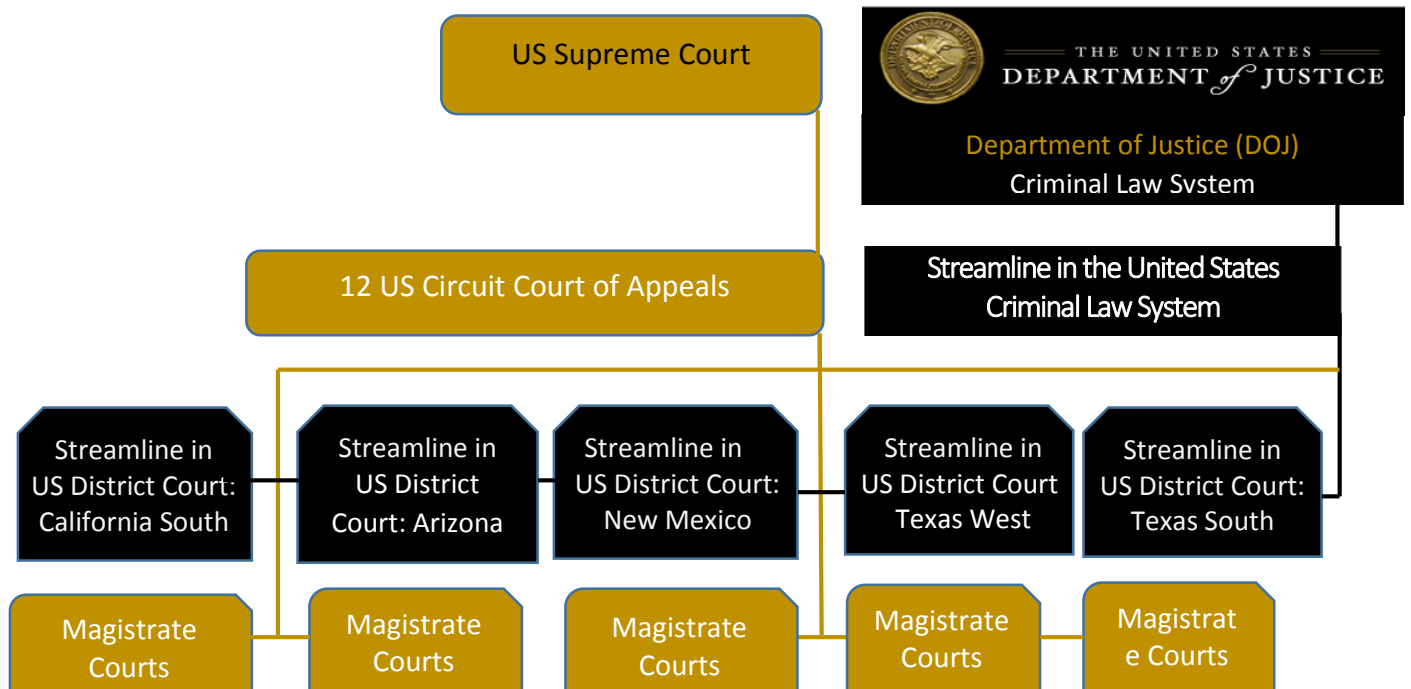 US Supreme Court
THE UNITED STATES
DEPARTMENT of JUSTICE
Department of Justice (DOJ)
Criminal Law System
12 US Circuit Court of Appeals
Streamline in the United States
Criminal Law System
Streamline in
US District Court:
California South
Streamline in
US District
Court: Arizona
Streamline in
US District Court:
New Mexico
Streamline in
US District Court
Texas West
Streamline in
US District Court:
Texas South
Magistrate
Courts
Magistrate
Courts
Magistrate
Courts
Magistrate
Courts
Magistrat
e Courts